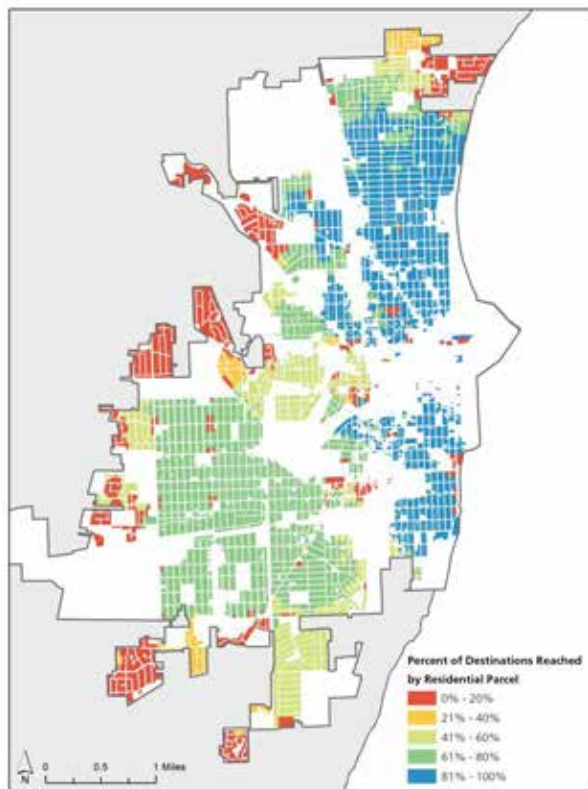 Percent of Destinations Reached
by Residential Parcel
0% - 20%
21% - 40%
41% - 60%
61% - 80%
81% - 100%
N
0 0.5 1 Miles